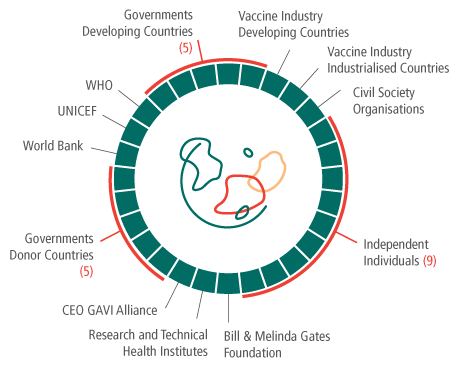 Governments
Developing Countries
(5)
Vaccine Industry
Developing Countries
Vaccine Industry
Industrialised Countries
Civil Society
Organisations
WHO
UNICEF
World Bank
Governments
Donor Countries
(5)
Independent
Individuals (9)
CEO GAVI Alliance
Research and Technical
Health Institutes
Bill & Melinda Gates
Foundation